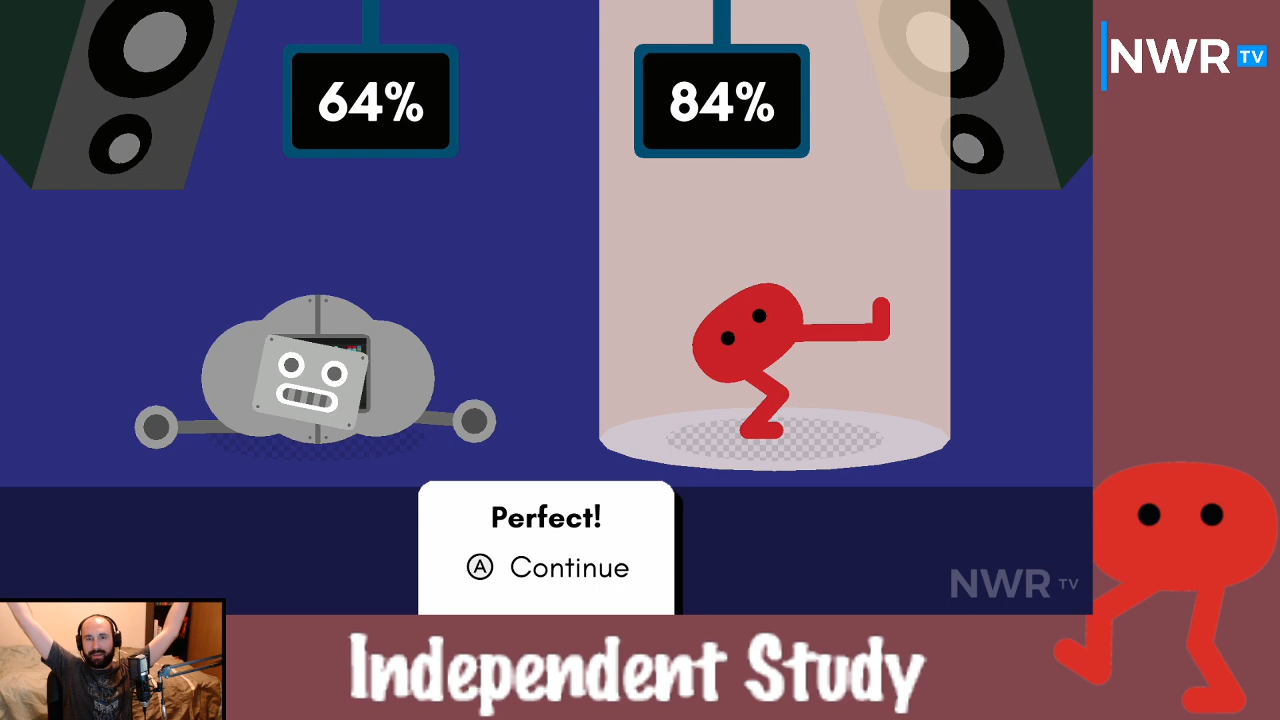 64%
84%
NWR TV
Perfect!
Ⓐ Continue
NWR TV
Independent Study